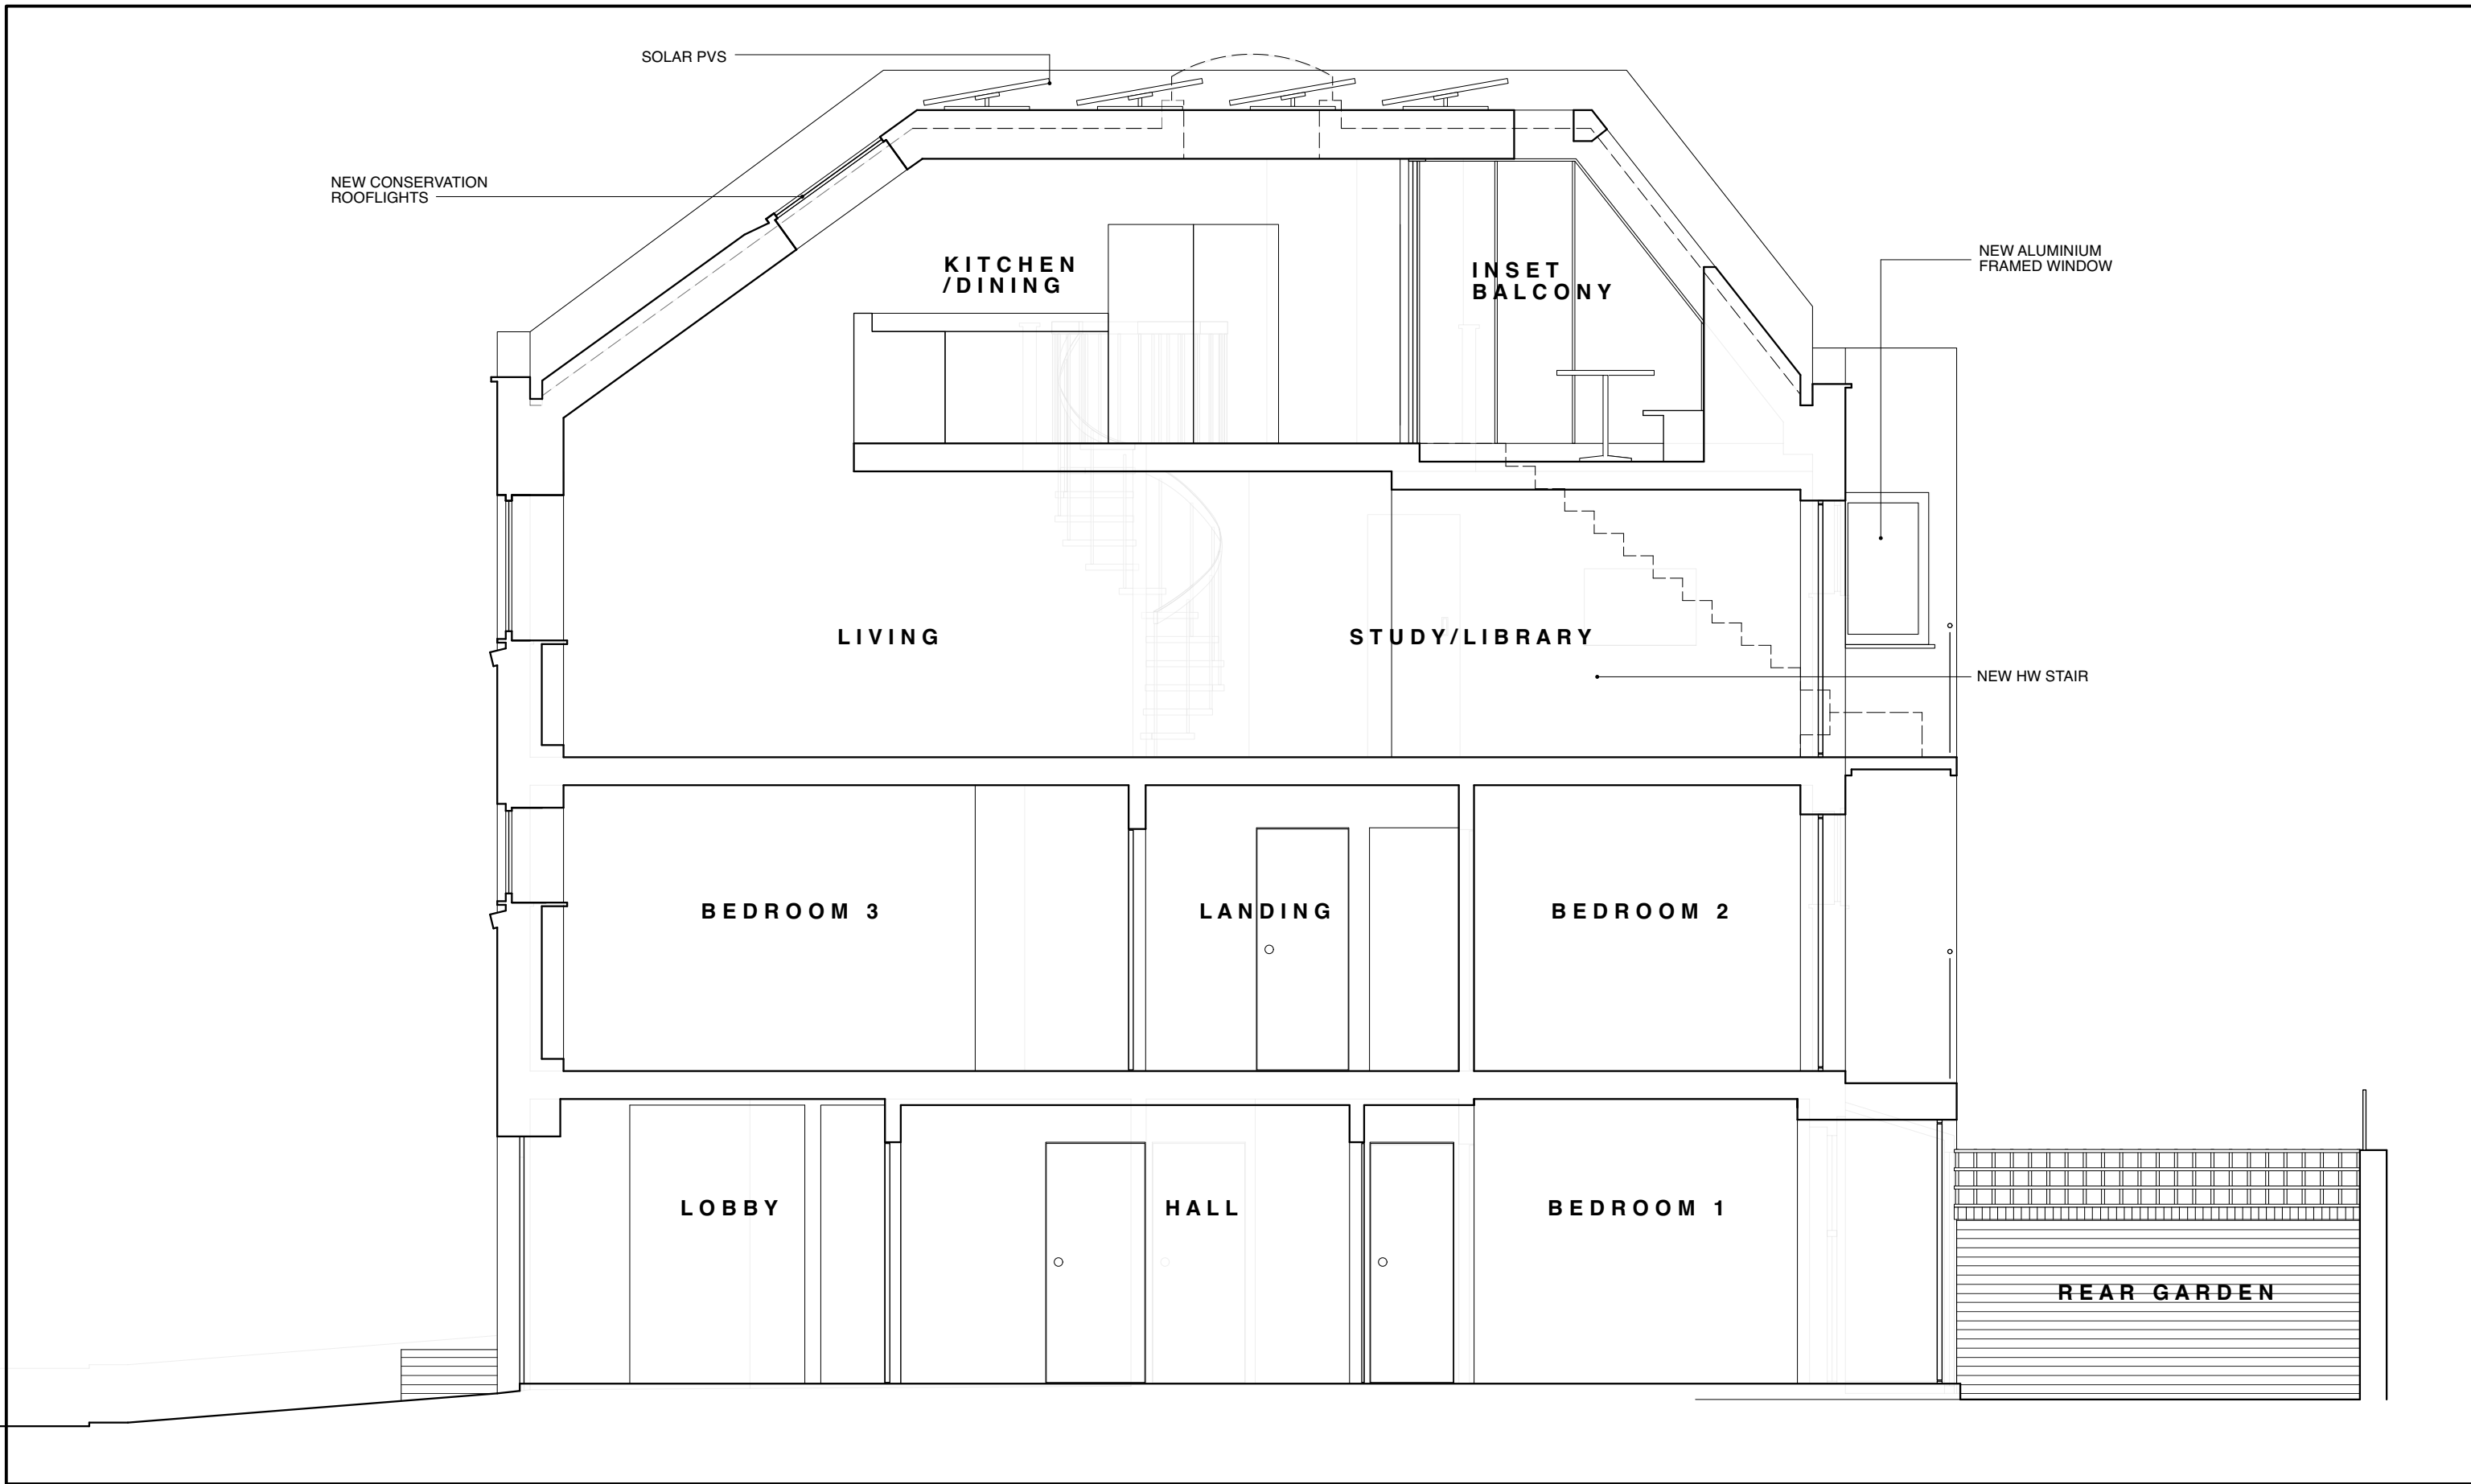 SOLAR PVS
NEW CONSERVATION
ROOFLIGHTS
NEW ALUMINIUM
FRAMED WINDOW
KITCHEN
/DINING
INSET
BALCONY
LIVING
STUDY/LIBRARY
NEW HW STAIR
BEDROOM 3
LANDING
BEDROOM 2
LOBBY
HALL
BEDROOM 1
REAR GARDEN